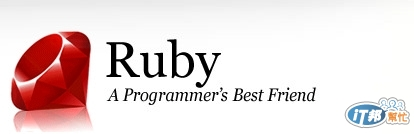 Ruby
A Programmer's Best Friend
iT邦幫忙